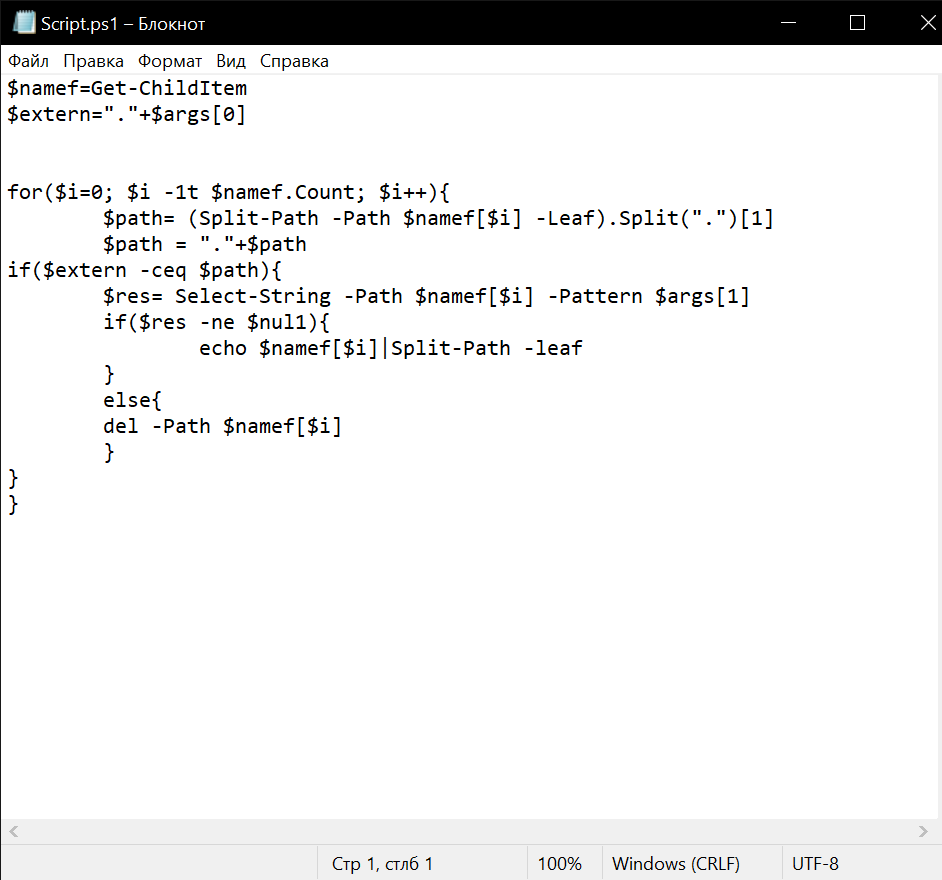 Script.ps1 – Блокнот
Файл Правка Формат Вид Справка
$namef=Get-ChildItem
$extern="."+$args[0]
for($i=0; $i -1t $namef.Count; $i++){
$path= (Split-Path -Path $namef[$i] -Leaf).Split(".")[1]
$path = "."+$path
if($extern -ceq $path){
$res= Select-String -Path $namef[$i] -Pattern $args[1]
if($res -ne $nul1){
echo $namef[$i]|Split-Path -leaf
}
else{
del -Path $namef[$i]
}
}
}
Стр 1, стлб 1 100% Windows (CRLF) UTF-8